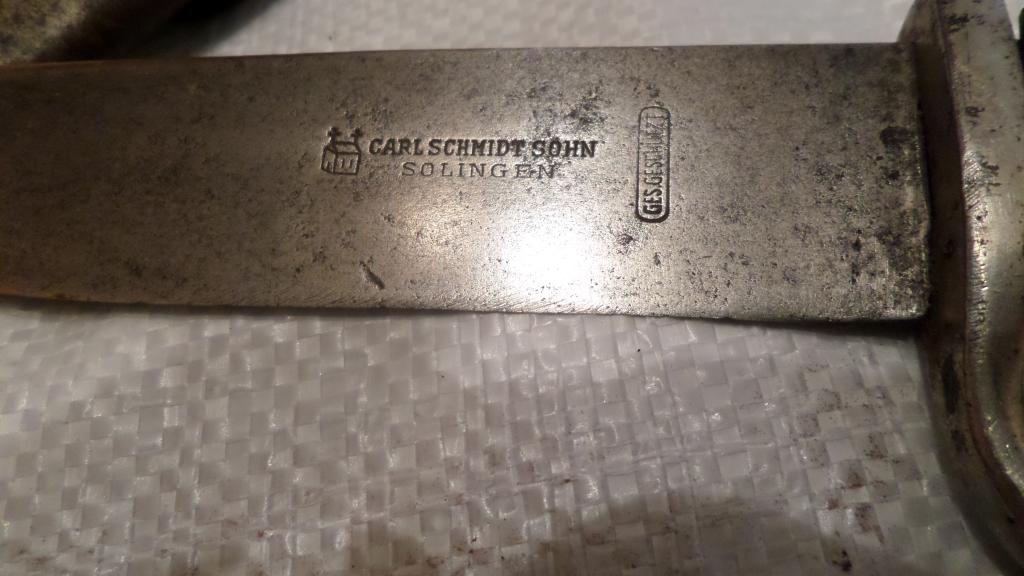 CARL SCHMIDT SOHN
SOLINGEN
GES.GESCHÜTZT